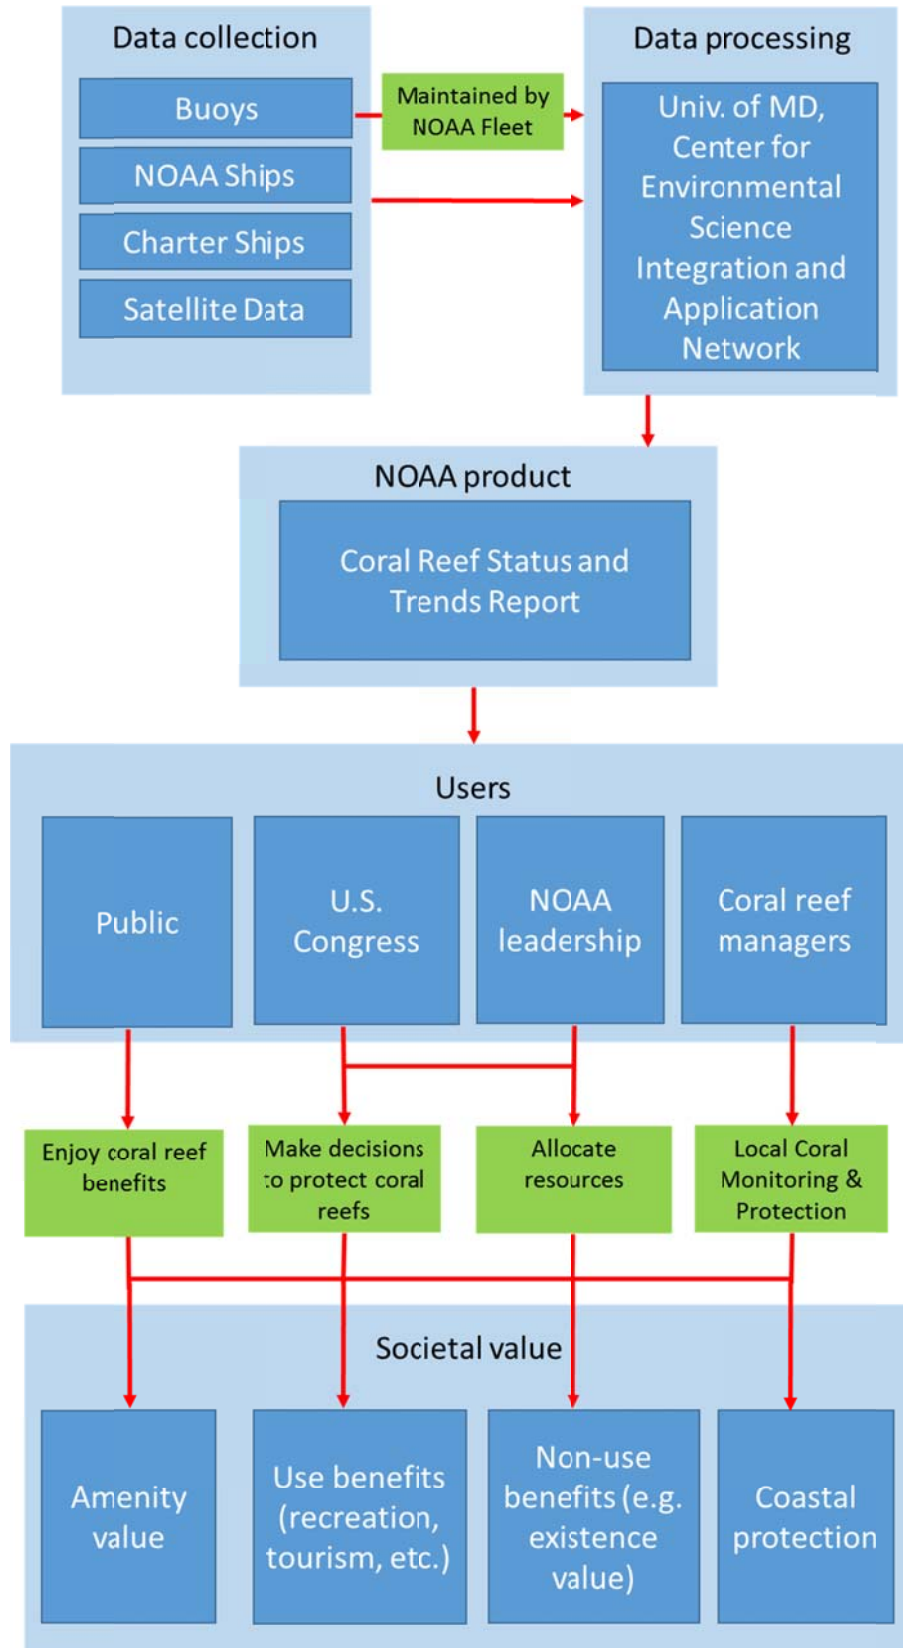 Data collection
Buoys
NOAA Ships
Charter Ships
Satellite Data
Maintained by
NOAA Fleet
Data processing
Univ. of MD,
Center for
Environmental
Science
Integration and
Application
Network
NOAA product
Coral Reef Status and
Trends Report
Users
Public
U.S.
Congress
NOAA
leadership
Coral reef
managers
Enjoy coral reef
benefits
Make decisions
to protect coral
reefs
Allocate
resources
Local Coral
Monitoring &
Protection
Societal value
Amenity
value
Use benefits
(recreation,
tourism, etc.)
Non-use
benefits (e.g.
existence
value)
Coastal
protection